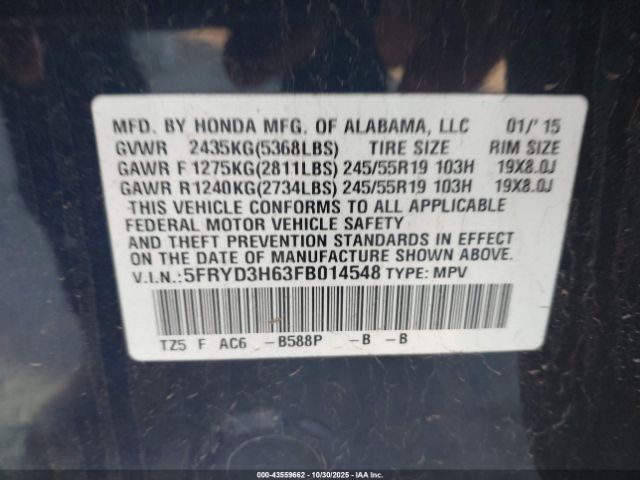 MFD. BY HONDA MFG. OF ALABAMA, LLC 01/'15
GVWR 2435KG(5368LBS) TIRE SIZE RIM SIZE
GAWR F 1275KG(2811LBS) 245/55R19 103H 19X8.0J
GAWR R1240KG(2734LBS) 245/55R19 103H 19X8.0J
THIS VEHICLE CONFORMS TO ALL APPLICABLE
FEDERAL MOTOR VEHICLE SAFETY
AND THEFT PREVENTION STANDARDS IN EFFECT
ON THE DATE OF MANUFACTURE SHOWN ABOVE.
V.I.N.:5FRYD3H63FB014548 TYPE: MPV
TZ5 F AC6 -B588P -B -B
000-43559662 | 10/30/2025 - IAAI.COM